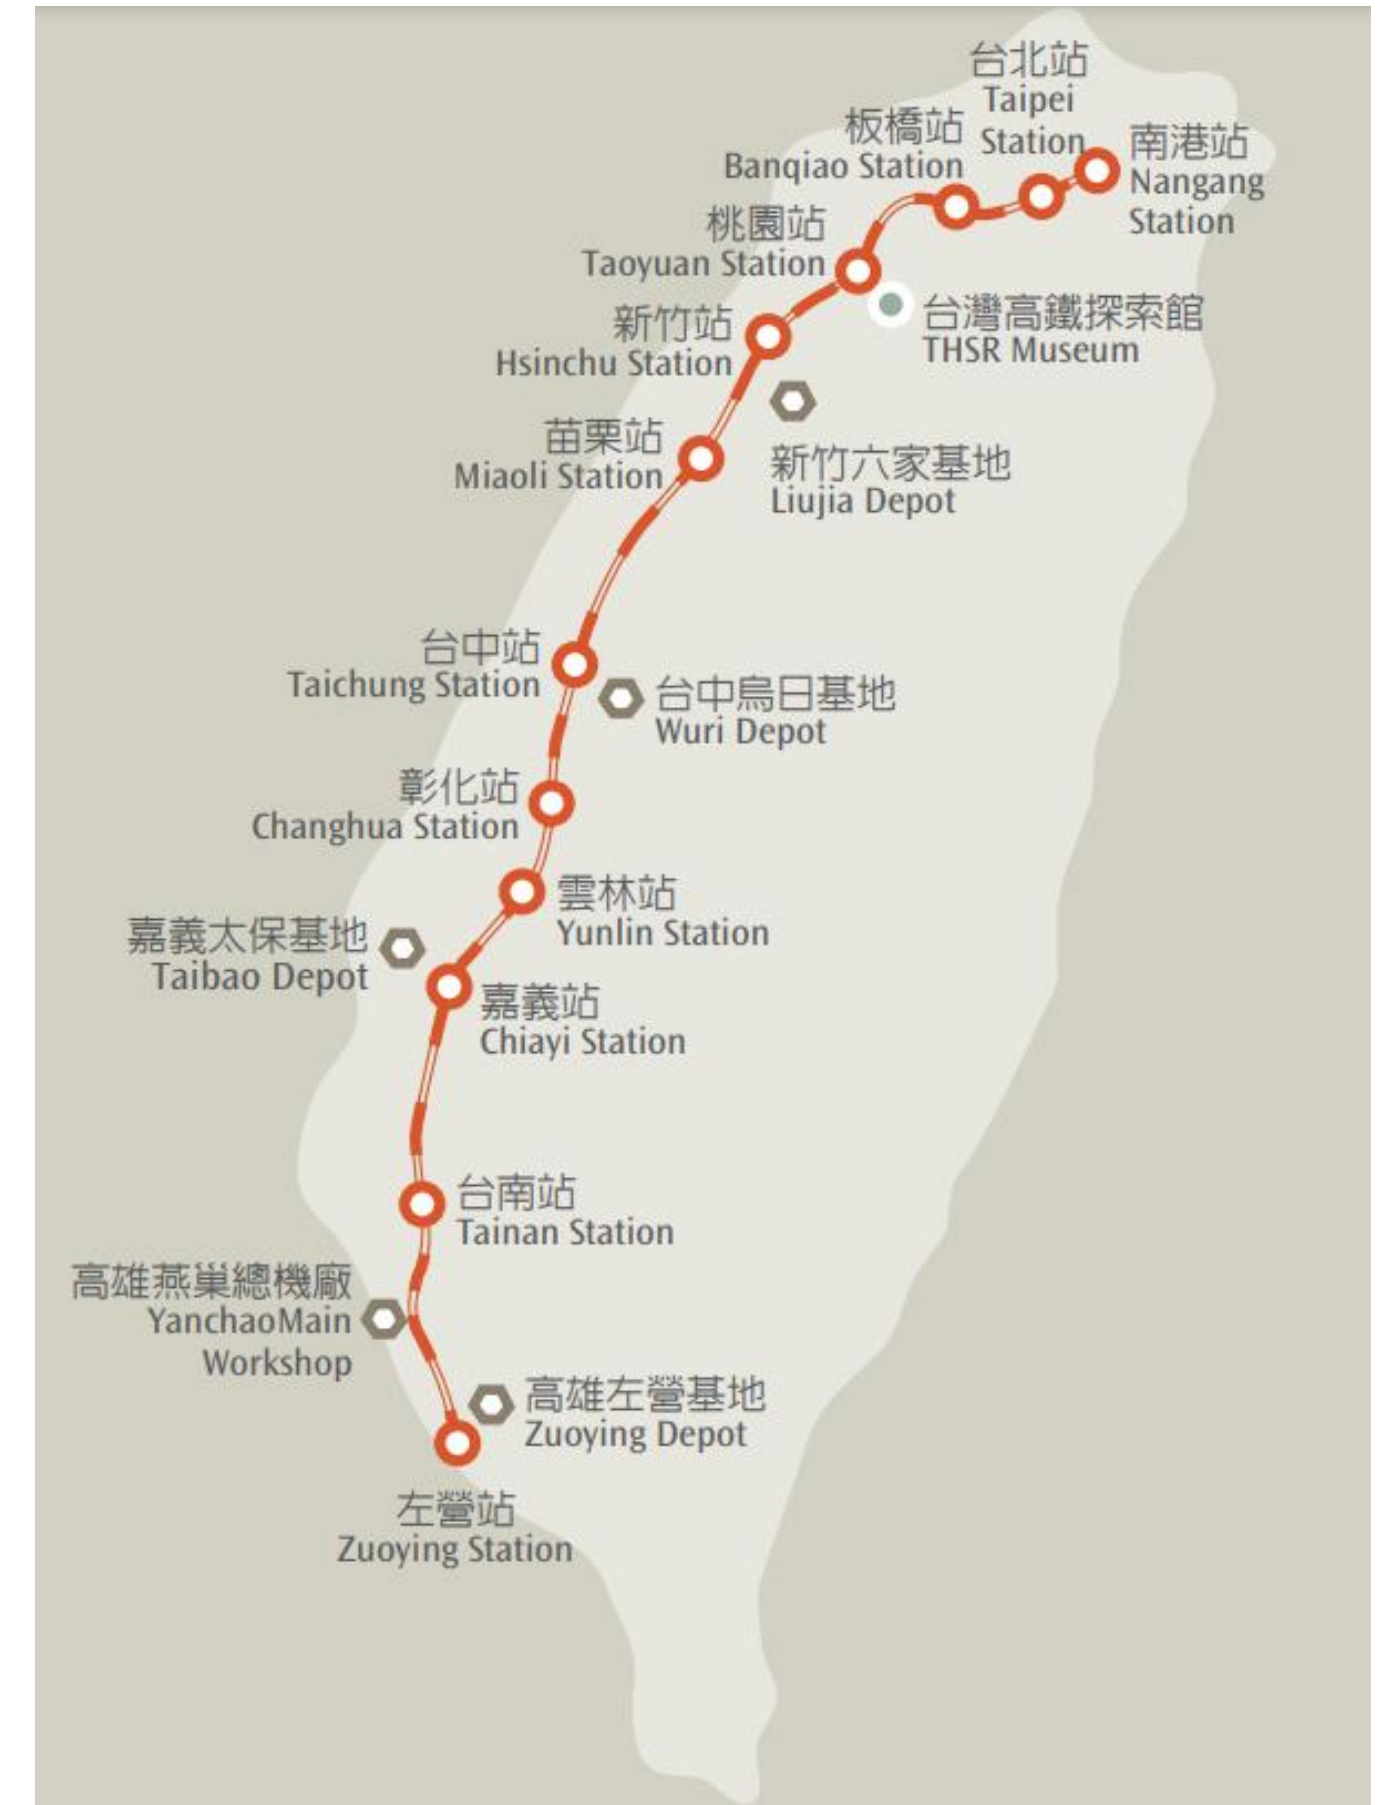 台北站
Taipei
Station
板橋站
Banqiao Station
南港站
Nangang
Station
桃園站
Taoyuan Station
台灣高鐵探索館
THSR Museum
新竹站
Hsinchu Station
苗栗站
Miaoli Station
新竹六家基地
Liujia Depot
台中站
Taichung Station
台中烏日基地
Wuri Depot
彰化站
Changhua Station
雲林站
Yunlin Station
嘉義太保基地
Taibao Depot
嘉義站
Chiayi Station
台南站
Tainan Station
高雄燕巢總機廠
YanchaoMain
Workshop
高雄左營基地
Zuoying Depot
左營站
Zuoying Station